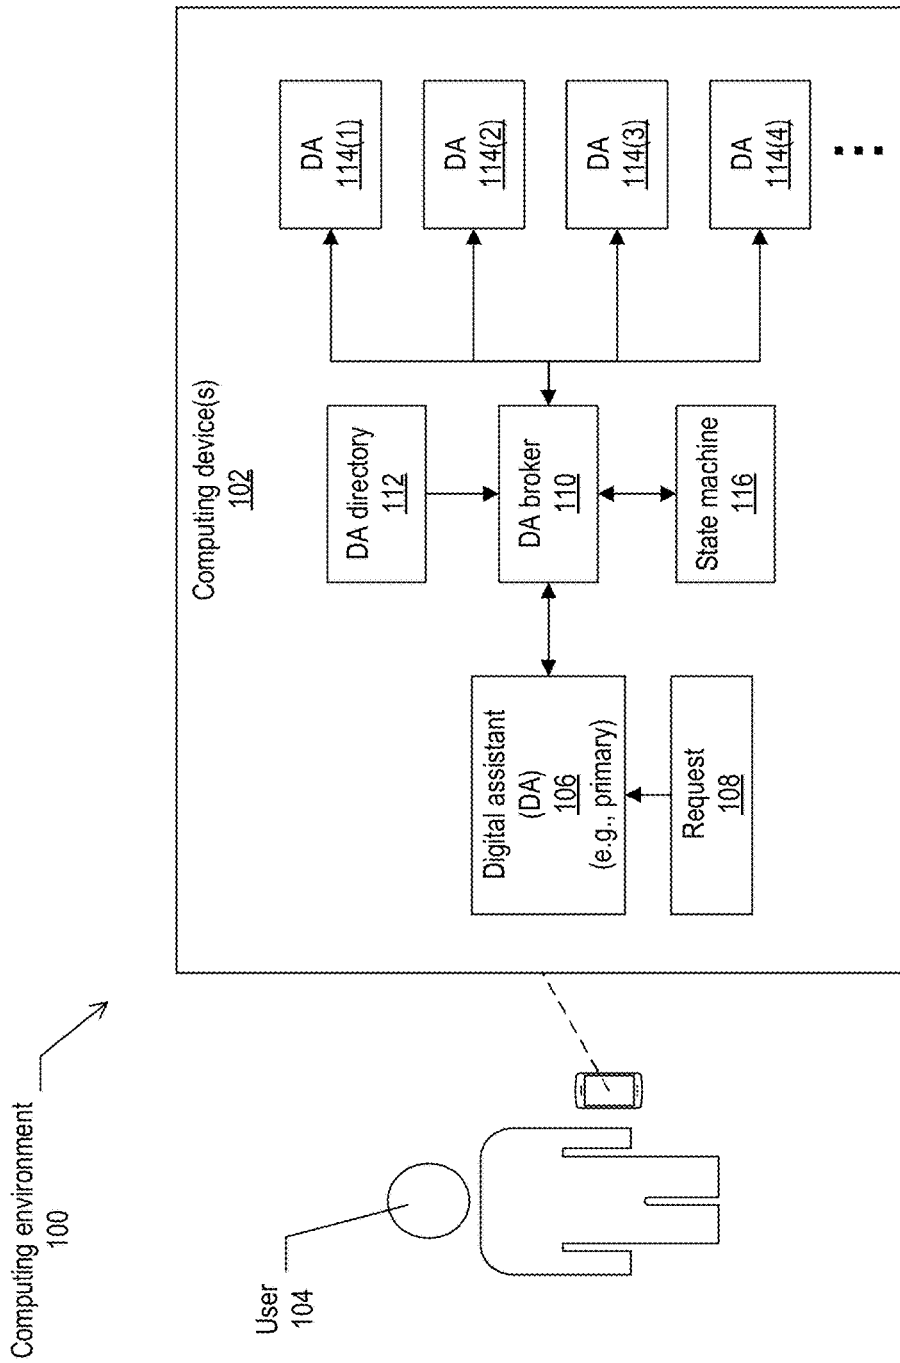 Computing environment
100
User
104
Computing device(s)
102
Digital assistant
(DA)
106
(e.g., primary)
Request
108
DA directory
112
DA broker
110
State machine
116
DA
114(1)
DA
114(2)
DA
114(3)
DA
114(4)